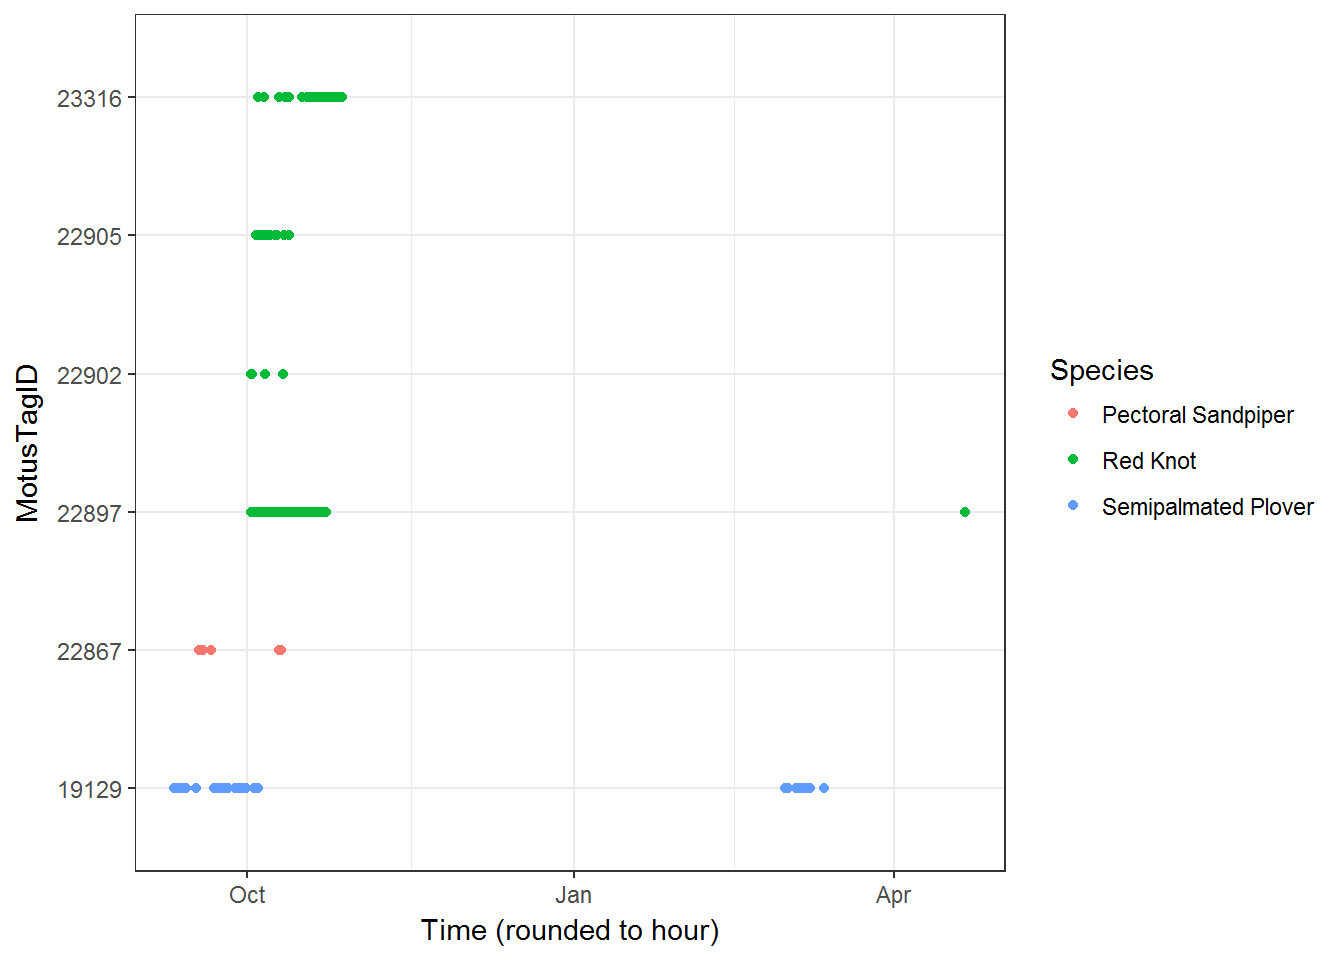 23316
22905
22902
22897
22867
19129
MotusTagID
Oct
Jan
Apr
Time (rounded to hour)
Species
Pectoral Sandpiper
Red Knot
Semipalmated Plover